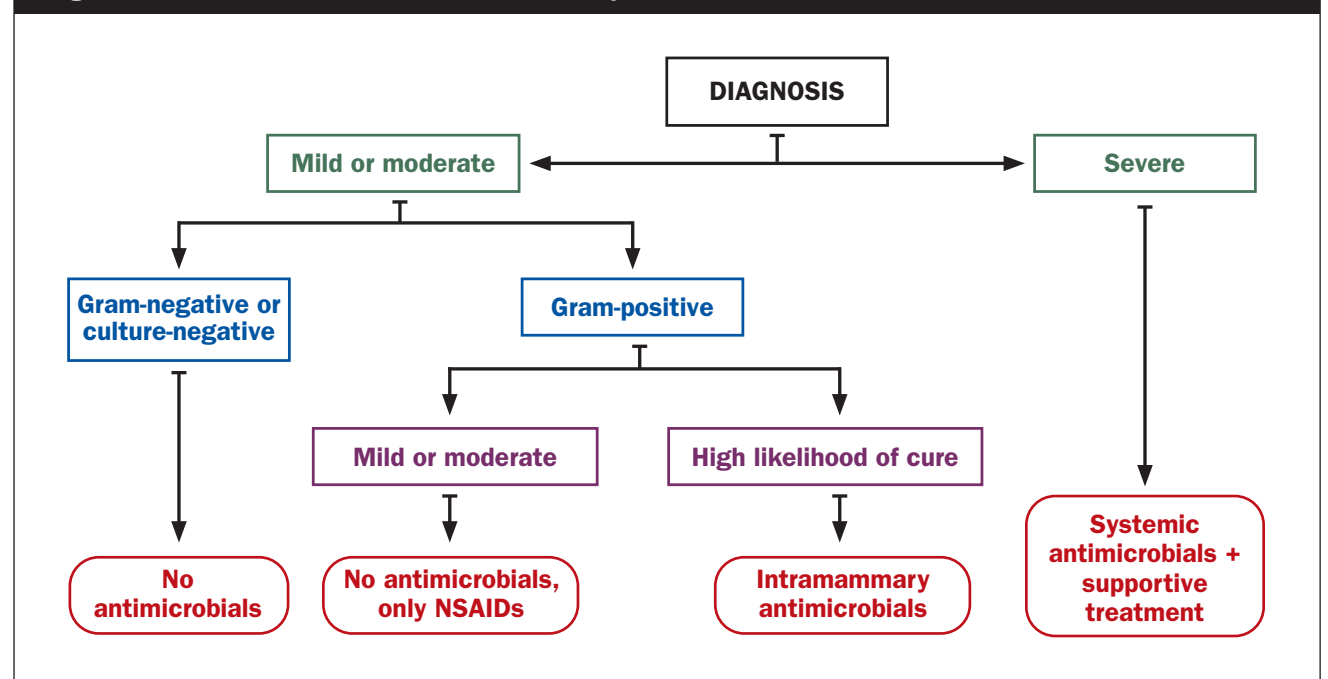 DIAGNOSIS
Mild or moderate
Severe
Gram-negative or
culture-negative
Gram-positive
Mild or moderate
High likelihood of cure
No
antimicrobials
No antimicrobials,
only NSAIDs
Intramammary
antimicrobials
Systemic
antimicrobials +
supportive
treatment